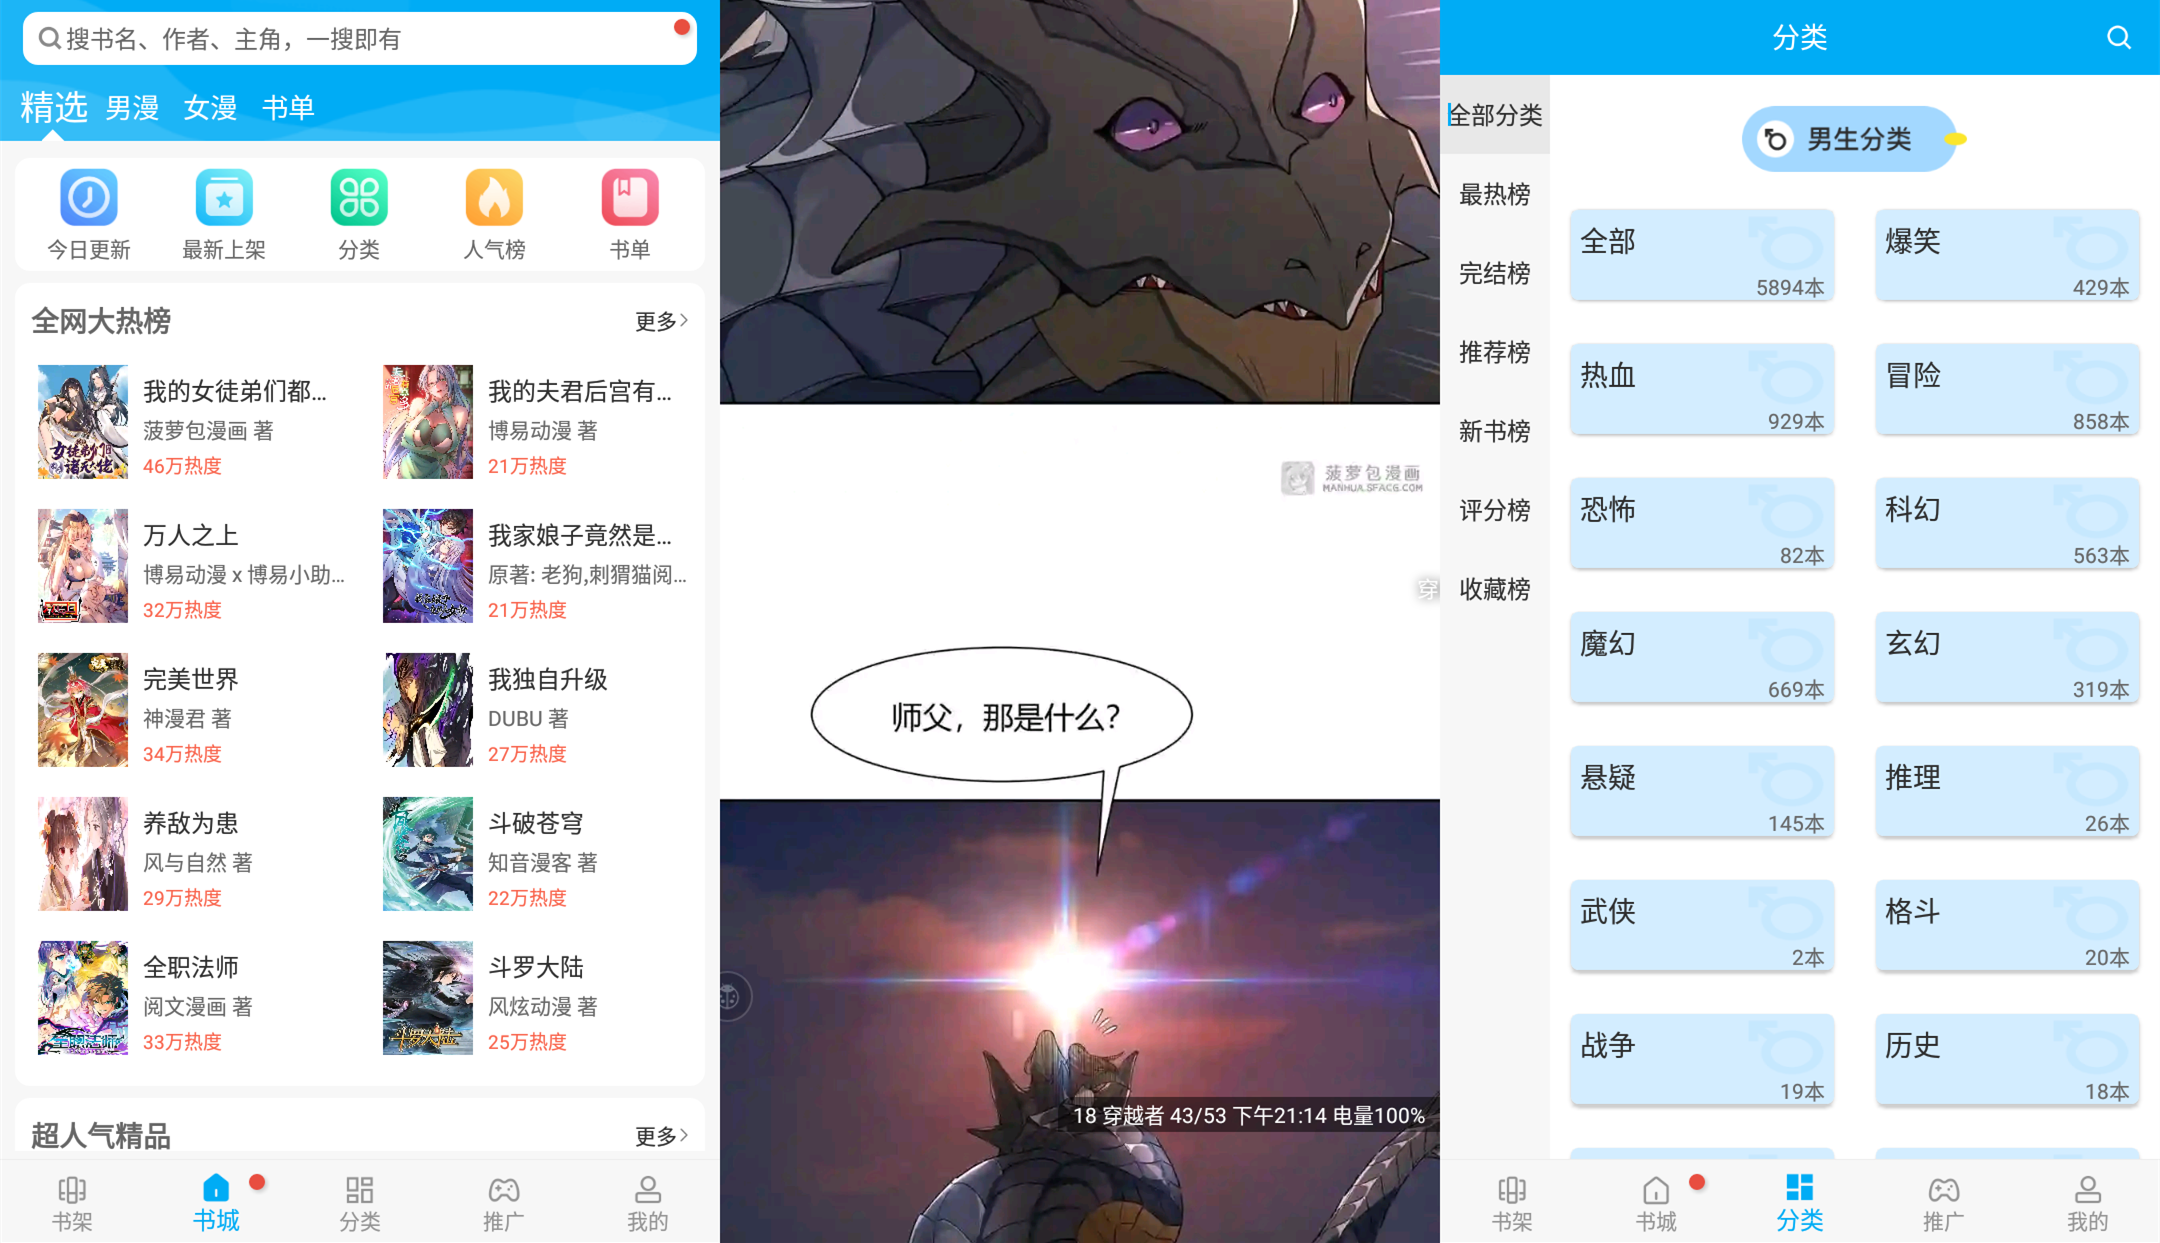 搜书名、作者、主角，一搜即有
精选 男漫 女漫 书单
今日更新 最新上架 分类 人气榜 书单
全网大热榜 更多
我的女徒弟们都... 我的夫君后宫有...
菠萝包漫画 著 博易动漫 著
46万热度 21万热度
万人之上 我家娘子竟然是...
博易动漫 x 博易小助... 原著: 老狗,刺猬猫阅...
32万热度 21万热度
完美世界 我独自升级
神漫君 著 DUBU 著
34万热度 27万热度
养敌为患 斗破苍穹
风与自然 著 知音漫客 著
29万热度 22万热度
全职法师 斗罗大陆
阅文漫画 著 风炫动漫 著
33万热度 25万热度
超人气精品 更多
书架 书城 分类 推广 我的
菠萝包漫画
MANHUA.SFACG.COM
穿
师父，那是什么？
18 穿越者 43/53 下午21:14 电量100%
分类
全部分类
最热榜
完结榜
推荐榜
新书榜
评分榜
收藏榜
男生分类
全部 爆笑
5894本 429本
热血 冒险
929本 858本
恐怖 科幻
82本 563本
魔幻 玄幻
669本 319本
悬疑 推理
145本 26本
武侠 格斗
2本 20本
战争 历史
19本 18本
书架 书城 分类 推广 我的